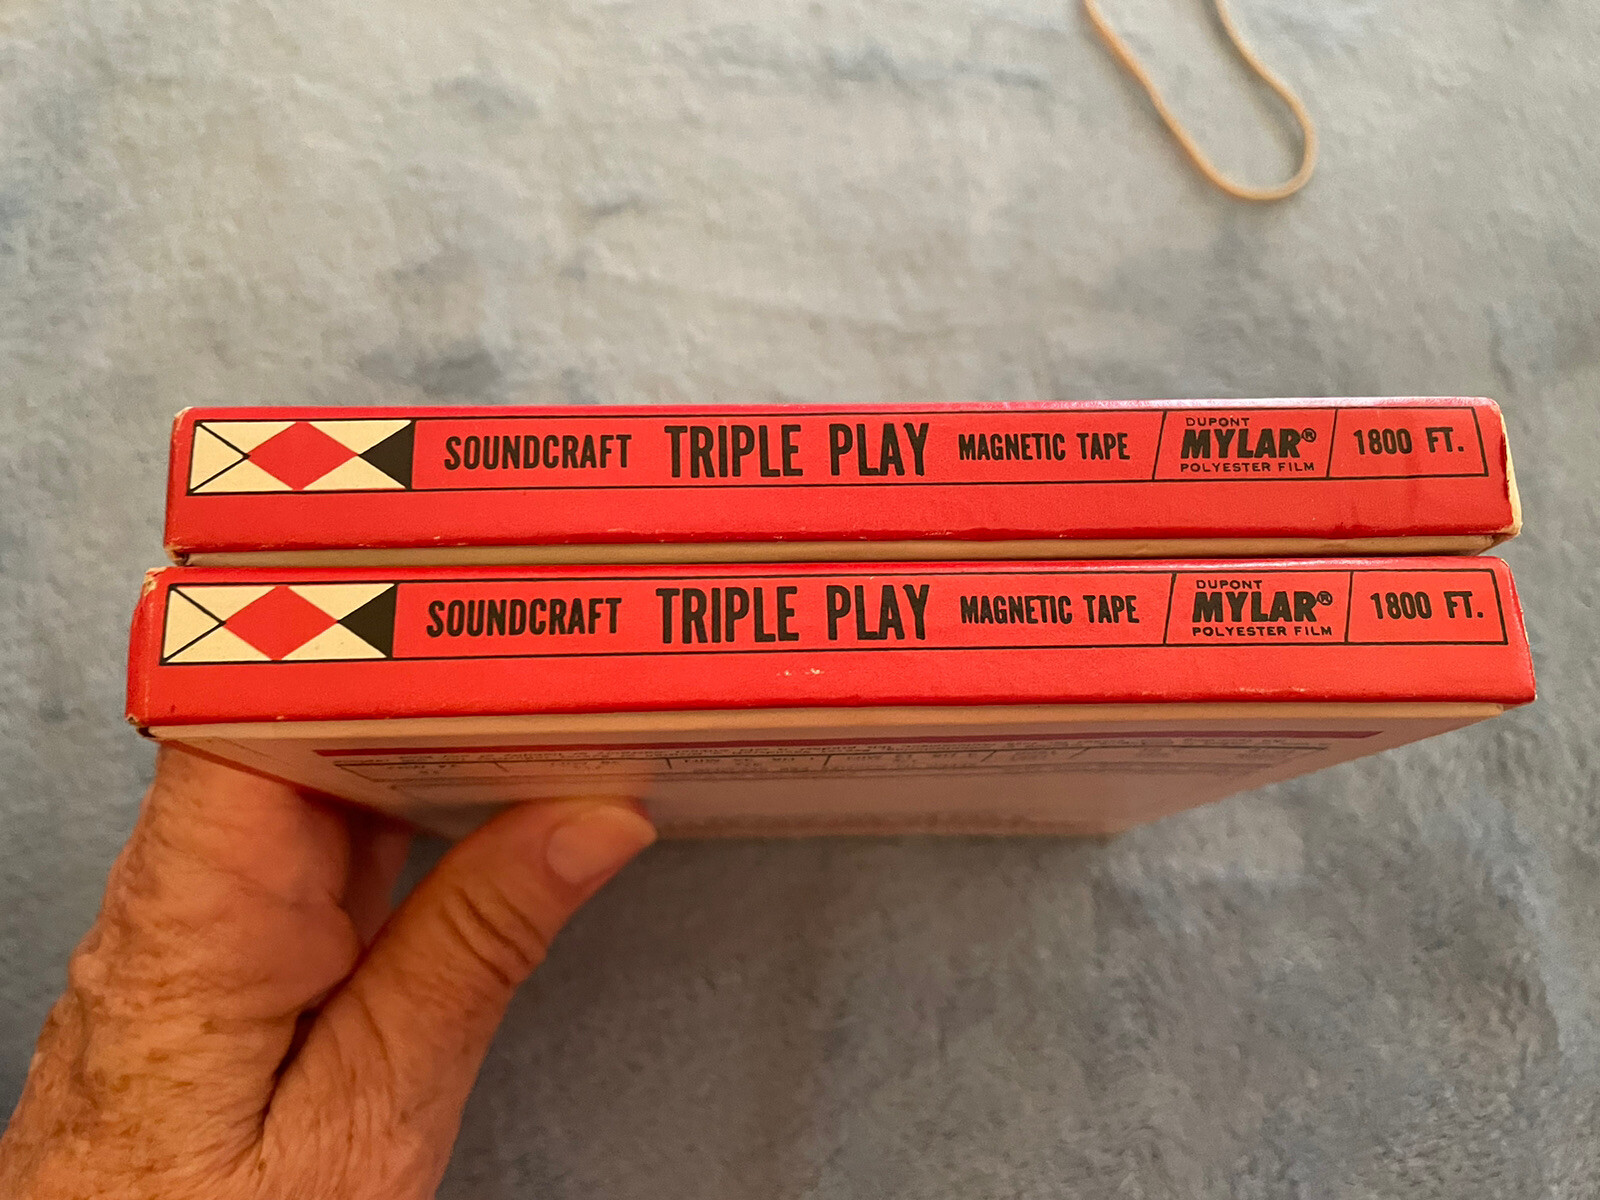 SOUNDCRAFT TRIPLE PLAY MAGNETIC TAPE
DUPONT
MYLAR®
POLYESTER FILM
1800 FT.
SOUNDCRAFT TRIPLE PLAY MAGNETIC TAPE
DUPONT
MYLAR®
POLYESTER FILM
1800 FT.